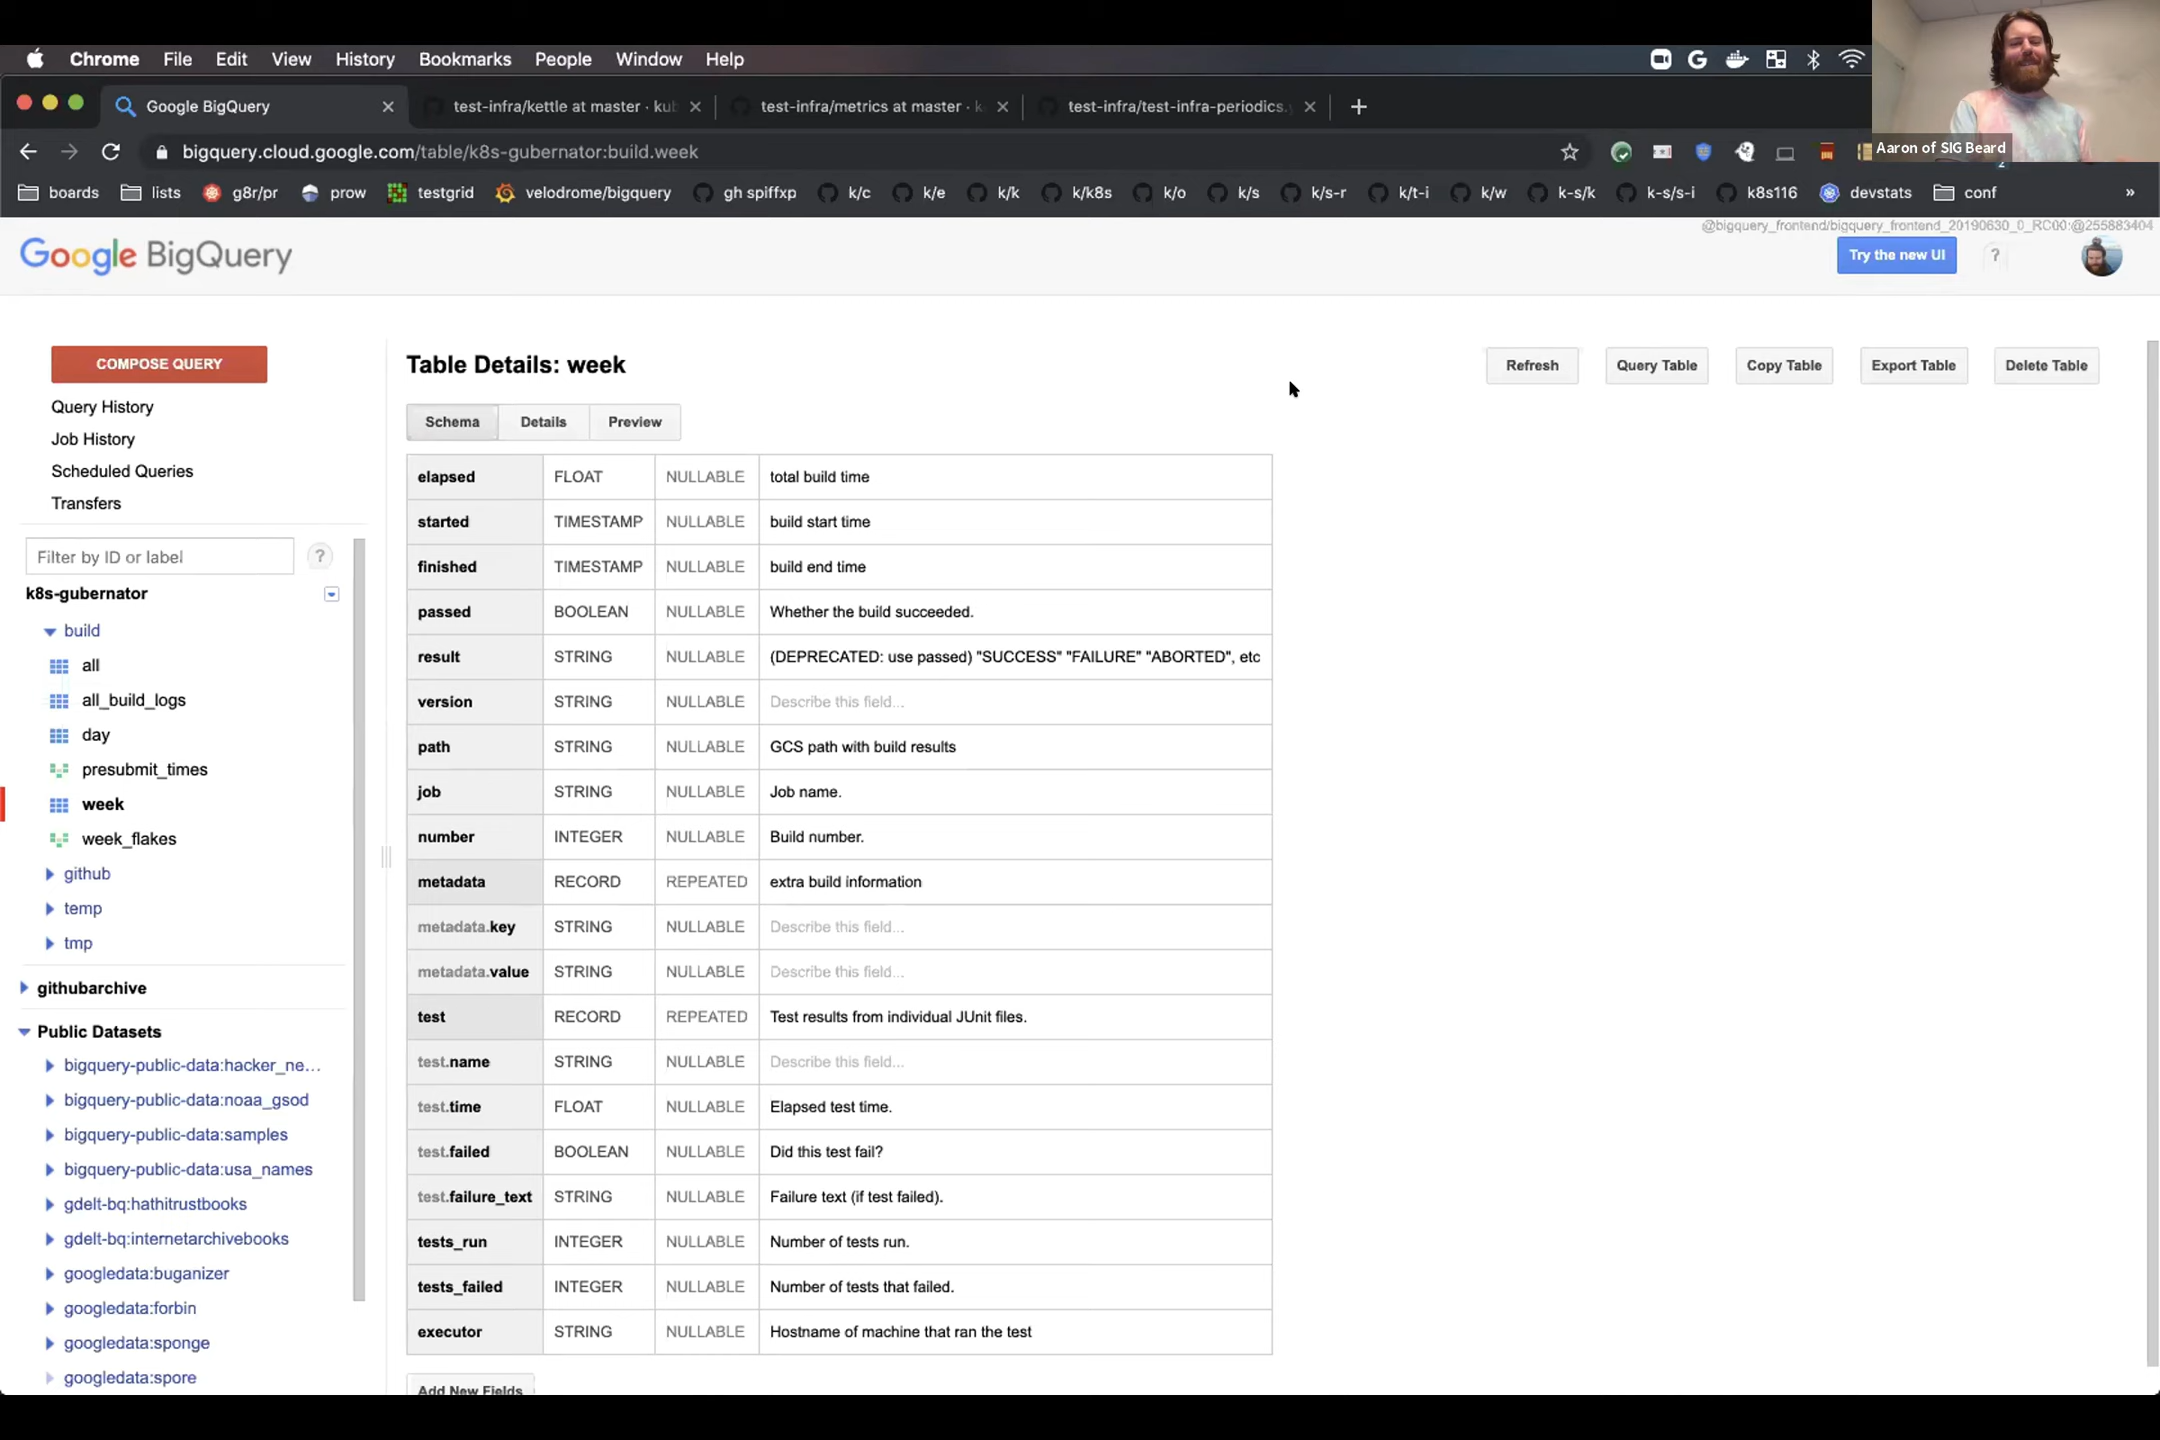 Chrome File Edit View History Bookmarks People Window Help
Google BigQuery
test-infra/kettle at master · kub
test-infra/metrics at master · k
test-infra/test-infra-periodics.y
bigquery.cloud.google.com/table/k8s-gubernator:build.week
Aaron of SIG Beard
2
boards lists g8r/pr prow testgrid velodrome/bigquery gh spiffxp k/c k/e k/k k/k8s k/o k/s k/s-r k/t-i k/w k-s/k k-s/s-i k8s116 devstats conf »
@bigquery_frontend/bigquery_frontend_20190630_0_RC00:@255883404
Google BigQuery
Try the new UI
?
COMPOSE QUERY
Query History
Job History
Scheduled Queries
Transfers
Filter by ID or label
?
k8s-gubernator
build
all
all_build_logs
day
presubmit_times
week
week_flakes
github
temp
tmp
githubarchive
Public Datasets
bigquery-public-data:hacker_ne…
bigquery-public-data:noaa_gsod
bigquery-public-data:samples
bigquery-public-data:usa_names
gdelt-bq:hathitrustbooks
gdelt-bq:internetarchivebooks
googledata:buganizer
googledata:forbin
googledata:sponge
googledata:spore
Table Details: week
Refresh Query Table Copy Table Export Table Delete Table
Schema Details Preview
elapsed FLOAT NULLABLE total build time
started TIMESTAMP NULLABLE build start time
finished TIMESTAMP NULLABLE build end time
passed BOOLEAN NULLABLE Whether the build succeeded.
result STRING NULLABLE (DEPRECATED: use passed) "SUCCESS" "FAILURE" "ABORTED", etc
version STRING NULLABLE Describe this field...
path STRING NULLABLE GCS path with build results
job STRING NULLABLE Job name.
number INTEGER NULLABLE Build number.
metadata RECORD REPEATED extra build information
metadata.key STRING NULLABLE Describe this field...
metadata.value STRING NULLABLE Describe this field...
test RECORD REPEATED Test results from individual JUnit files.
test.name STRING NULLABLE Describe this field...
test.time FLOAT NULLABLE Elapsed test time.
test.failed BOOLEAN NULLABLE Did this test fail?
test.failure_text STRING NULLABLE Failure text (if test failed).
tests_run INTEGER NULLABLE Number of tests run.
tests_failed INTEGER NULLABLE Number of tests that failed.
executor STRING NULLABLE Hostname of machine that ran the test
Add New Fields